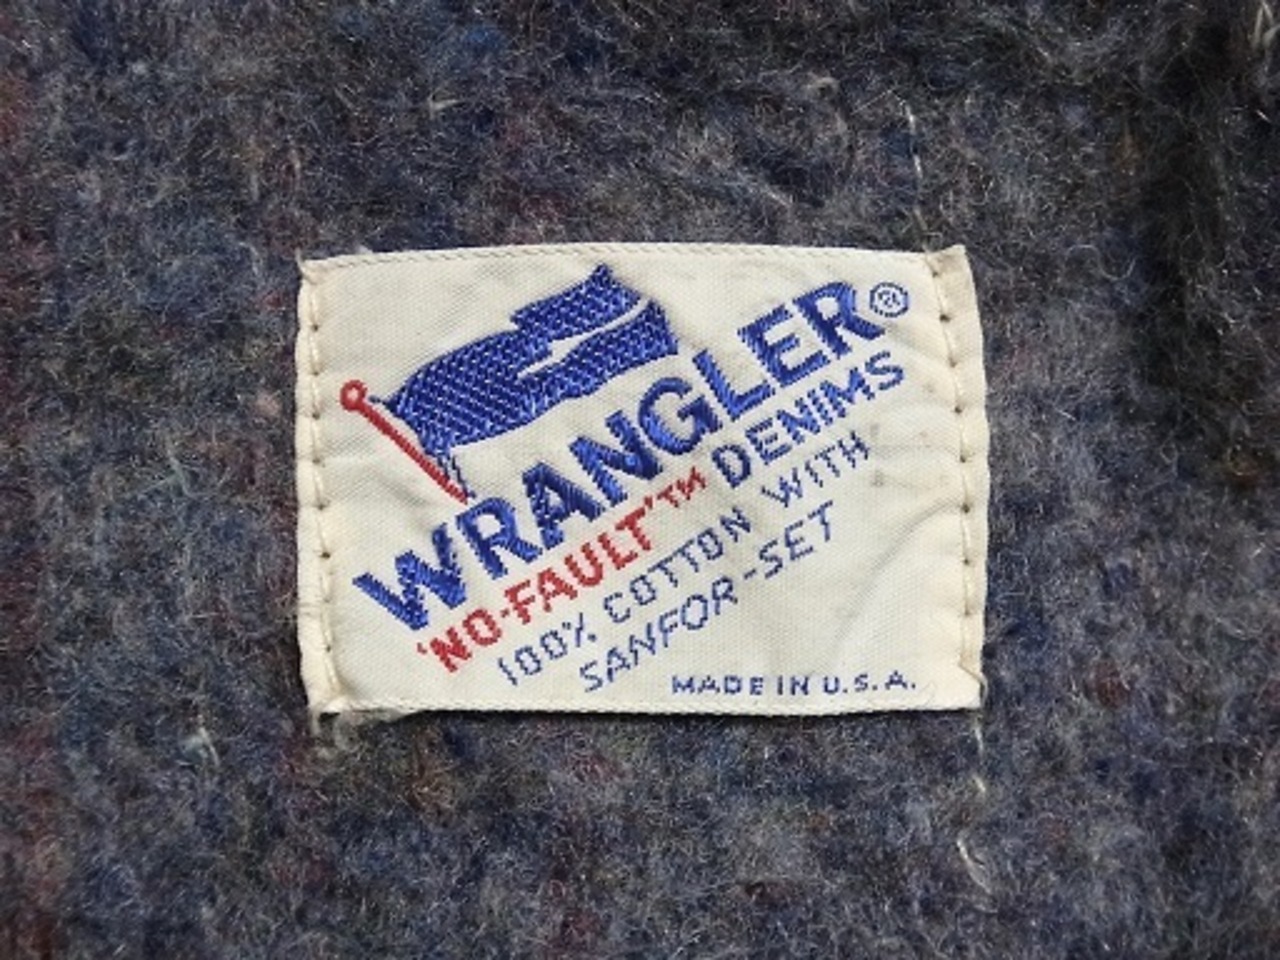 WRANGLER®
'NO-FAULT'™ DENIMS
100% COTTON WITH
SANFOR-SET
MADE IN U.S.A.